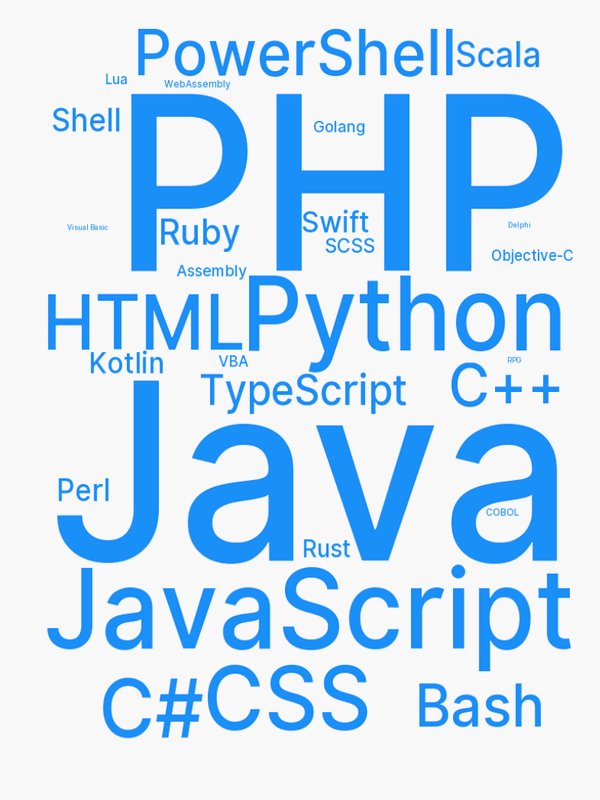 PowerShell
Scala
Lua
WebAssembly
Shell
PHP
Golang
Visual Basic
Ruby
Swift
SCSS
Delphi
Objective-C
Assembly
HTML
Python
Kotlin
VBA
RPG
TypeScript
C++
Java
Perl
COBOL
Rust
JavaScript
C#
CSS
Bash